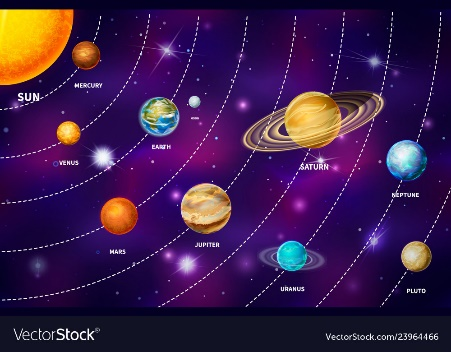 MERCURY
SUN
EARTH
VENUS
SATURN
NEPTUNE
MARS
JUPITER
URANUS
PLUTO
VectorStock®
VectorStock.com/23964466